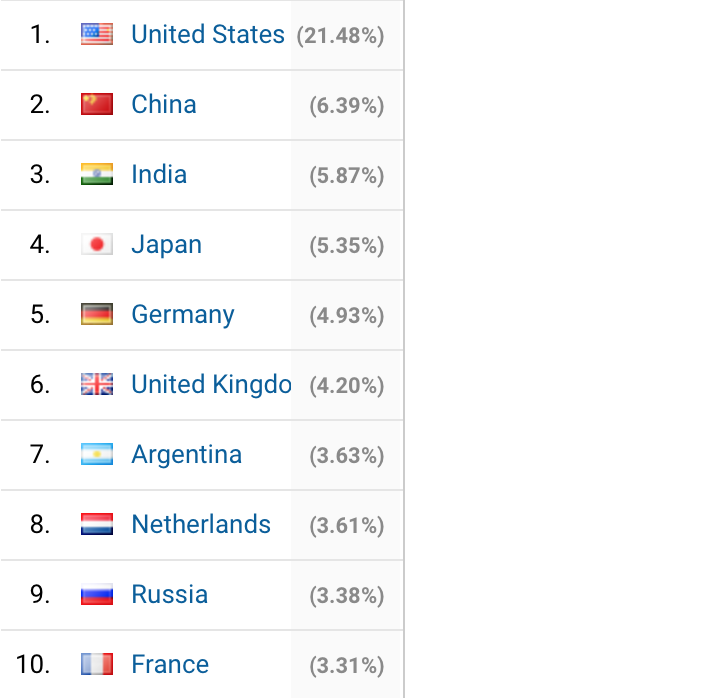 1. United States (21.48%)
2. China (6.39%)
3. India (5.87%)
4. Japan (5.35%)
5. Germany (4.93%)
6. United Kingdo (4.20%)
7. Argentina (3.63%)
8. Netherlands (3.61%)
9. Russia (3.38%)
10. France (3.31%)